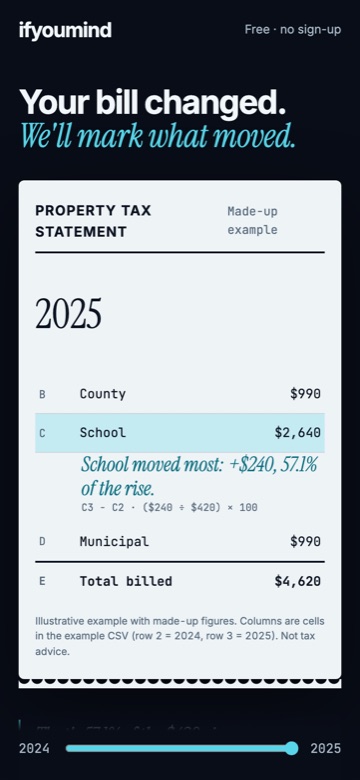 ifyoumind
Free · no sign-up
Your bill changed.
We'll mark what moved.
PROPERTY TAX
STATEMENT
Made-up
example
2025
B County $990
C School $2,640
School moved most: +$240, 57.1%
of the rise.
C3 - C2 · ($240 ÷ $420) × 100
D Municipal $990
E Total billed $4,620
Illustrative example with made-up figures. Columns are cells
in the example CSV (row 2 = 2024, row 3 = 2025). Not tax
advice.
2024 2025